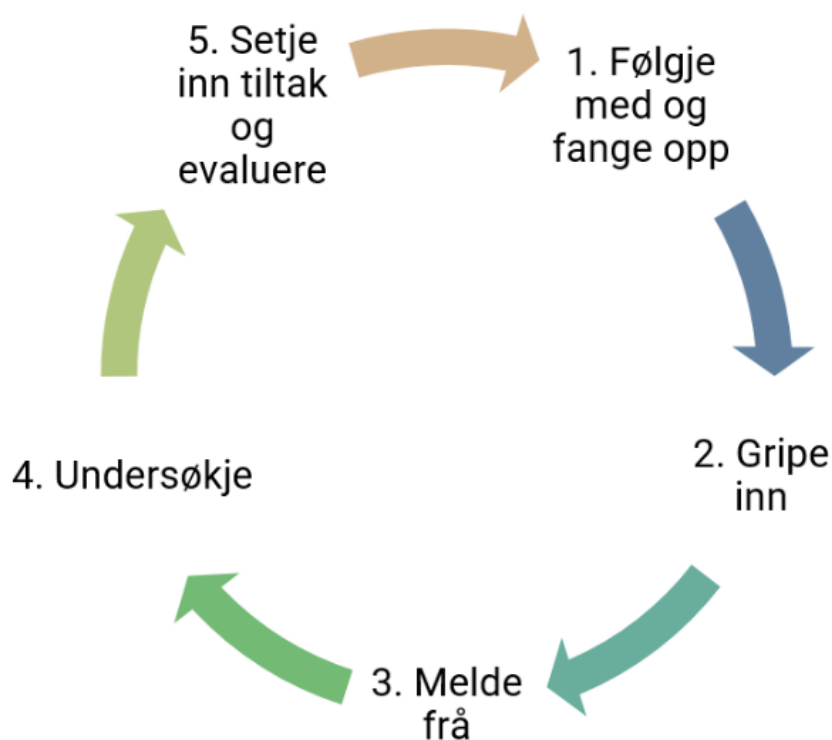 1. Følgje
med og
fange opp
2. Gripe
inn
3. Melde
frå
4. Undersøkje
5. Setje
inn tiltak
og
evaluere